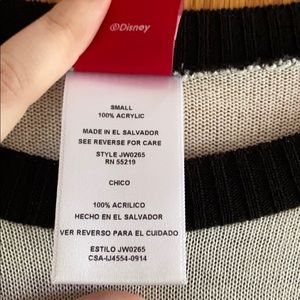 ©Disney
SMALL
100% ACRYLIC
MADE IN EL SALVADOR
SEE REVERSE FOR CARE
STYLE JW0265
RN 55219
CHICO
100% ACRILICO
HECHO EN EL SALVADOR
VER REVERSO PARA EL CUIDADO
ESTILO JW0265
CSA-IJ4554-0914